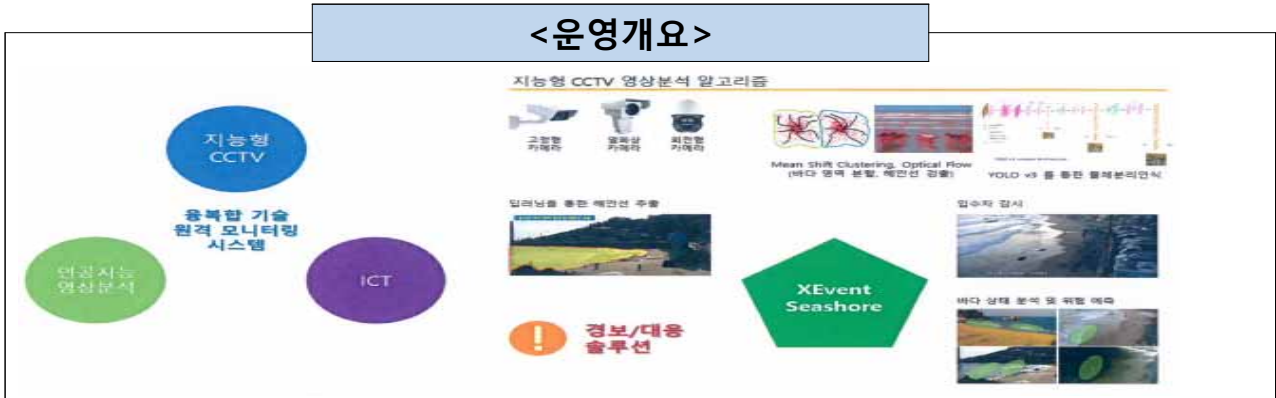 <운영개요>
지능형
CCTV
융복합 기술
원격 모니터링
시스템
인공지능
영상분석
ICT
지능형 CCTV 영상분석 알고리즘
고정형
카메라
열화상
카메라
회전형
카메라
Mean Shift Clustering, Optical Flow
(바다 영역 분할, 해안선 검출)
YOLO v3 를 통한 물체분리인식
딥러닝을 통한 해안선 추출
입수자 감시
XEvent
Seashore
바다 상태 분석 및 위험 예측
!
경보/대응
솔루션